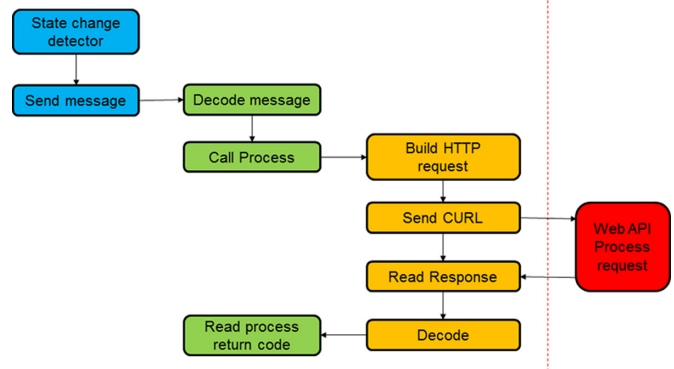 State change
detector
Send message
Decode message
Call Process
Build HTTP
request
Send CURL
Web API
Process
request
Read Response
Read process
return code
Decode